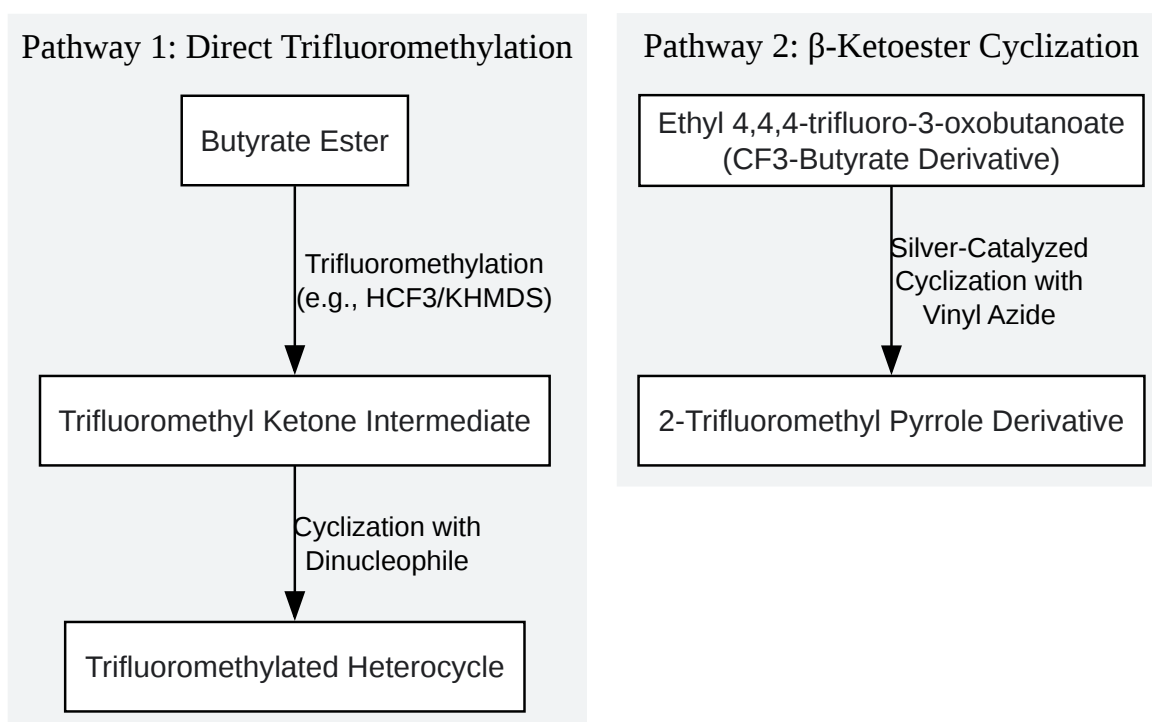 Pathway 1: Direct Trifluoromethylation
Butyrate Ester
Trifluoromethylation
(e.g., HCF3/KHMDS)
Trifluoromethyl Ketone Intermediate
Cyclization with
Dinucleophile
Trifluoromethylated Heterocycle
Pathway 2: β-Ketoester Cyclization
Ethyl 4,4,4-trifluoro-3-oxobutanoate
(CF3-Butyrate Derivative)
Silver-Catalyzed
Cyclization with
Vinyl Azide
2-Trifluoromethyl Pyrrole Derivative